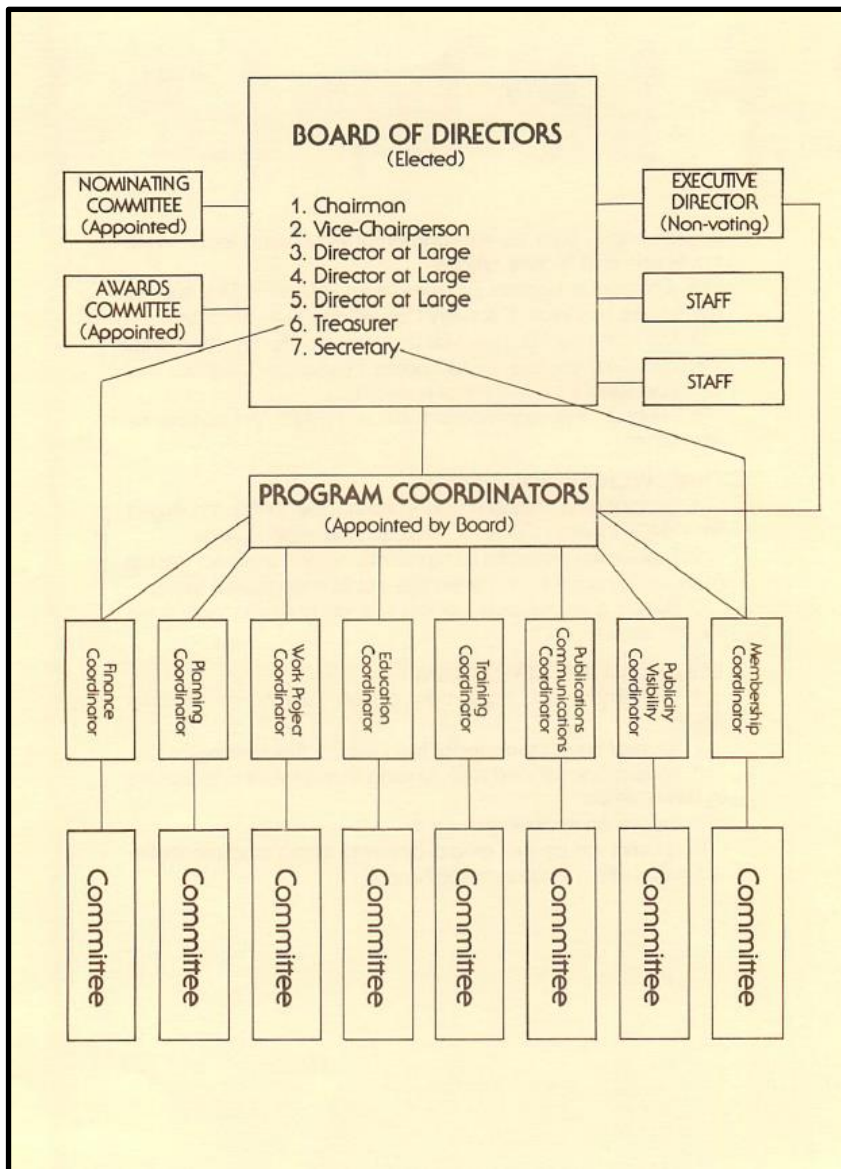 BOARD OF DIRECTORS
(Elected)
1. Chairman
2. Vice-Chairperson
3. Director at Large
4. Director at Large
5. Director at Large
6. Treasurer
7. Secretary
NOMINATING
COMMITTEE
(Appointed)
AWARDS
COMMITTEE
(Appointed)
EXECUTIVE
DIRECTOR
(Non-voting)
STAFF
STAFF
PROGRAM COORDINATORS
(Appointed by Board)
Finance
Coordinator
Planning
Coordinator
Work Project
Coordinator
Education
Coordinator
Training
Coordinator
Publications
Communications
Coordinator
Publicity
Visibility
Coordinator
Membership
Coordinator
Committee
Committee
Committee
Committee
Committee
Committee
Committee
Committee